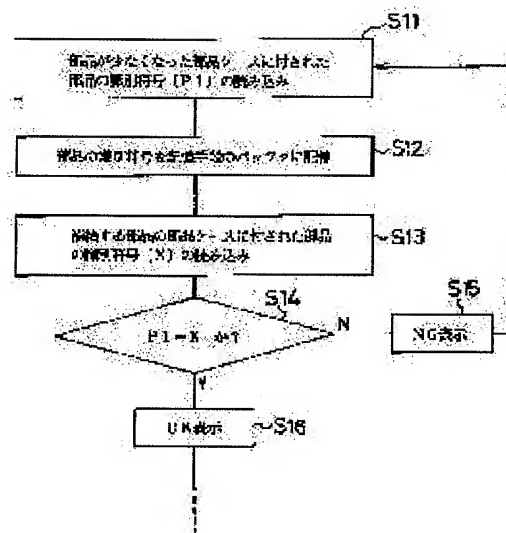 S11
部品が少なくなった部品ケースに付された
部品の識別符号〔P1〕の読み込み
S12
部品の識別符号を記憶手段のバッファに記憶
S13
補給する部品の部品ケースに付された部品
の識別符号〔X〕の読み込み
S14
P1=X か?
N
S15
NG表示
Y
OK表示
S16